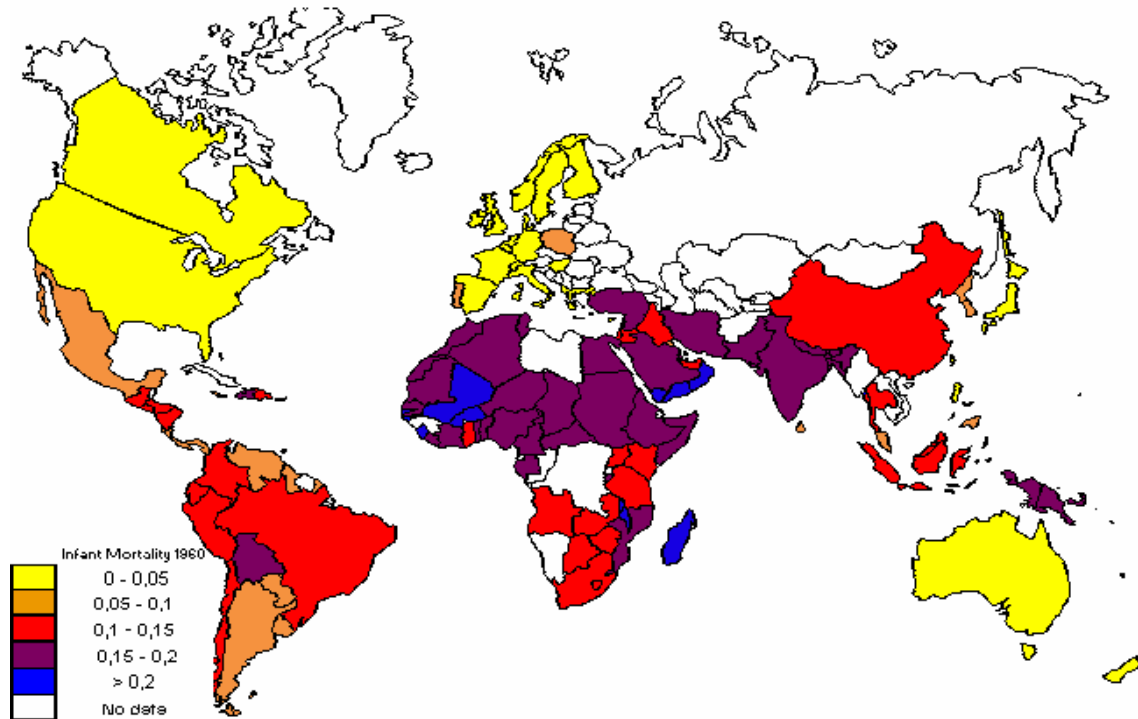 Infant Mortality 1960
0 - 0,05
0,05 - 0,1
0,1 - 0,15
0,15 - 0,2
> 0,2
No data